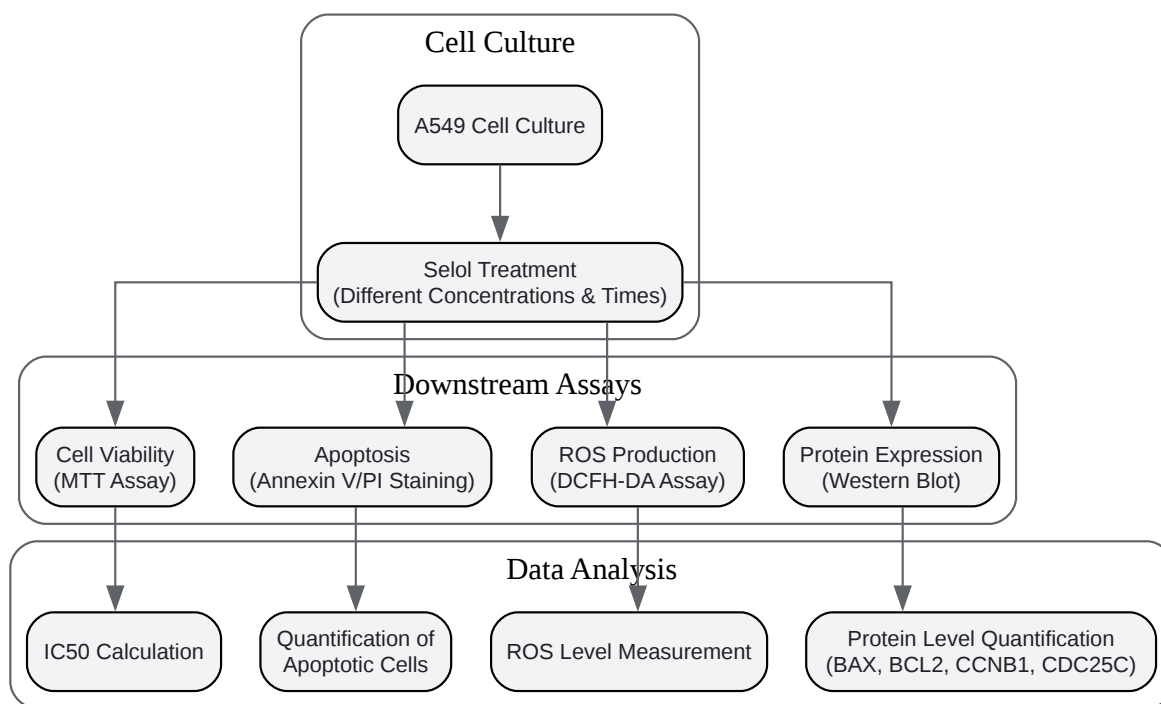 Cell Culture
A549 Cell Culture
Selol Treatment
(Different Concentrations & Times)
Downstream Assays
Cell Viability
(MTT Assay)
Apoptosis
(Annexin V/PI Staining)
ROS Production
(DCFH-DA Assay)
Protein Expression
(Western Blot)
Data Analysis
IC50 Calculation
Quantification of
Apoptotic Cells
ROS Level Measurement
Protein Level Quantification
(BAX, BCL2, CCNB1, CDC25C)